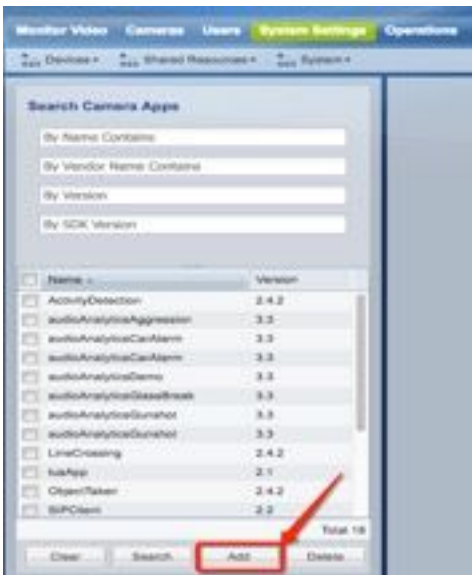 Monitor Video Cameras Users System Settings Operations
Devices Shared Resources System
Search Camera Apps
By Name Contains
By Vendor Name Contains
By Version
By SDK Version
Name Version
ActivityDetection 2.4.2
audioAnalyticsAggression 3.3
audioAnalyticsCarAlarm 3.3
audioAnalyticsCarAlarm 3.3
audioAnalyticsDemo 3.3
audioAnalyticsGlassBreak 3.3
audioAnalyticsGunshot 3.3
audioAnalyticsGunshot 3.3
LineCrossing 2.4.2
2.1
ObjectTaken 2.4.2
SIPClient 2.2
Total 18
Clear Search Add Delete